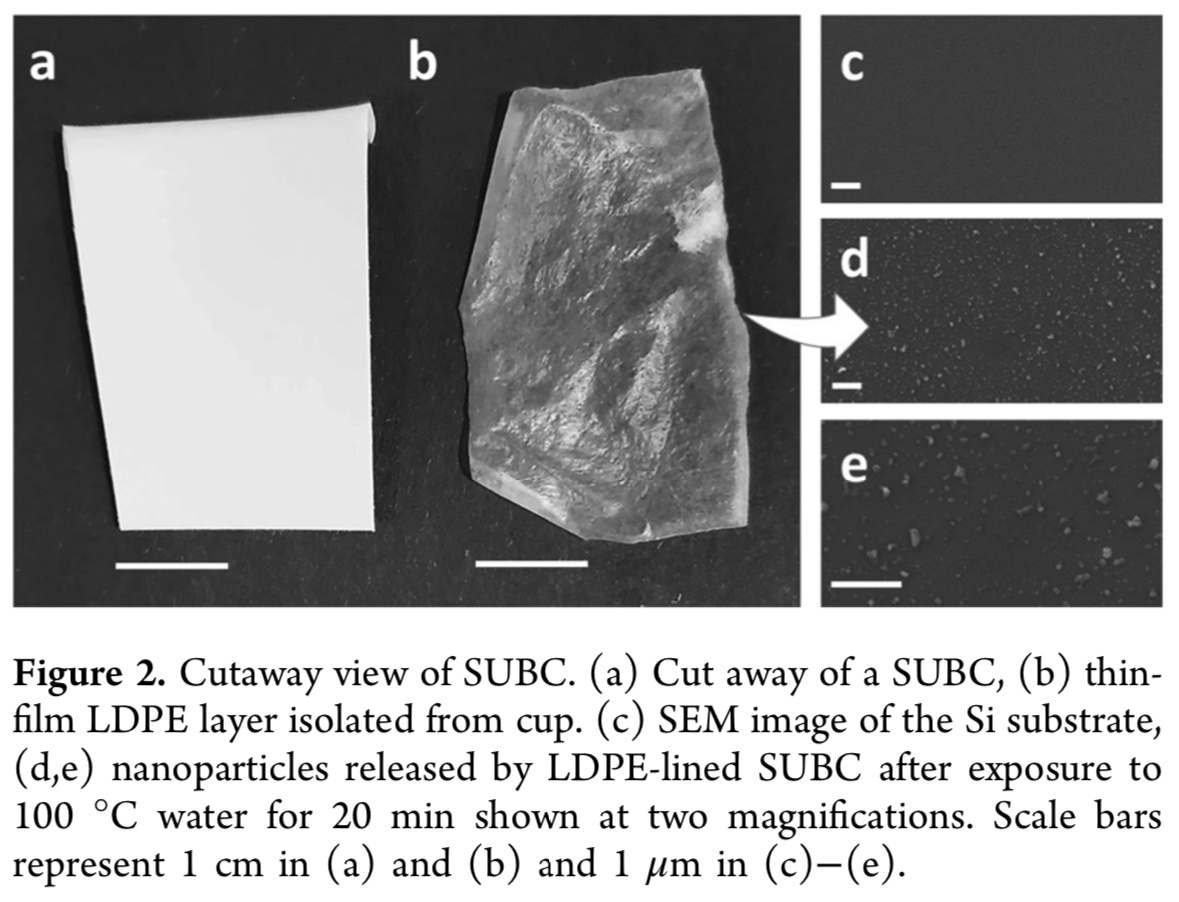 a
b
c
d
e
Figure 2. Cutaway view of SUBC. (a) Cut away of a SUBC, (b) thin-
film LDPE layer isolated from cup. (c) SEM image of the Si substrate,
(d,e) nanoparticles released by LDPE-lined SUBC after exposure to
100 °C water for 20 min shown at two magnifications. Scale bars
represent 1 cm in (a) and (b) and 1 μm in (c)−(e).